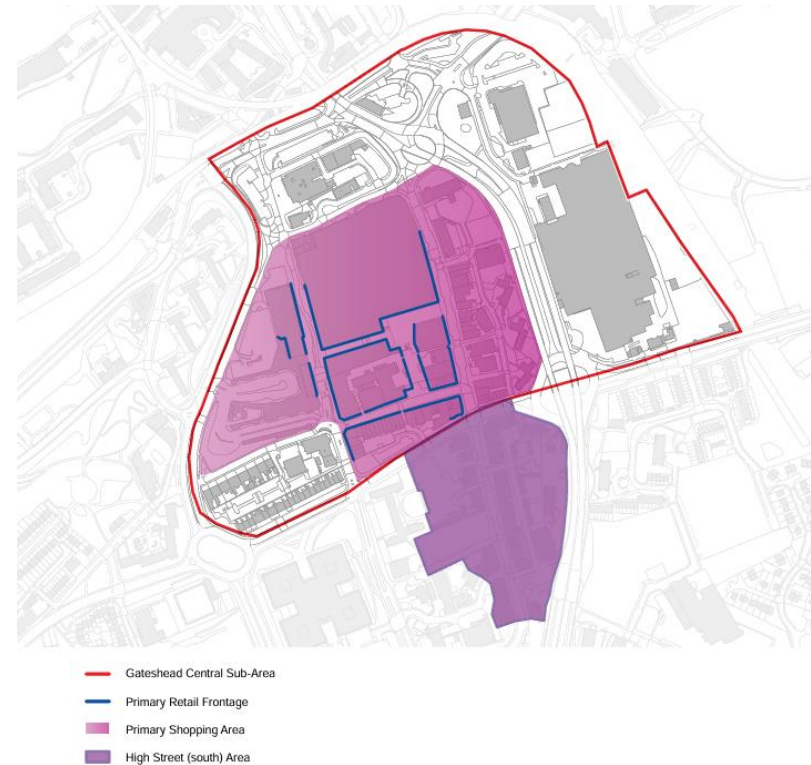 Gateshead Central Sub-Area
Primary Retail Frontage
Primary Shopping Area
High Street (south) Area